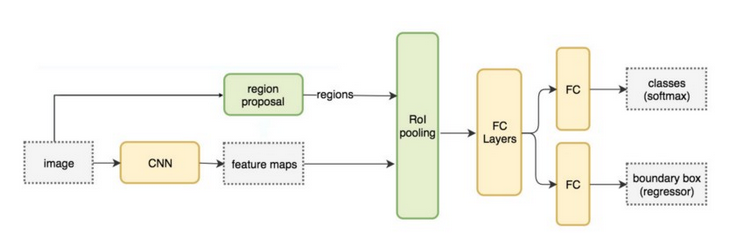 region
proposal
regions
image
CNN
feature maps
RoI
pooling
FC
Layers
FC
classes
(softmax)
FC
boundary box
(regressor)